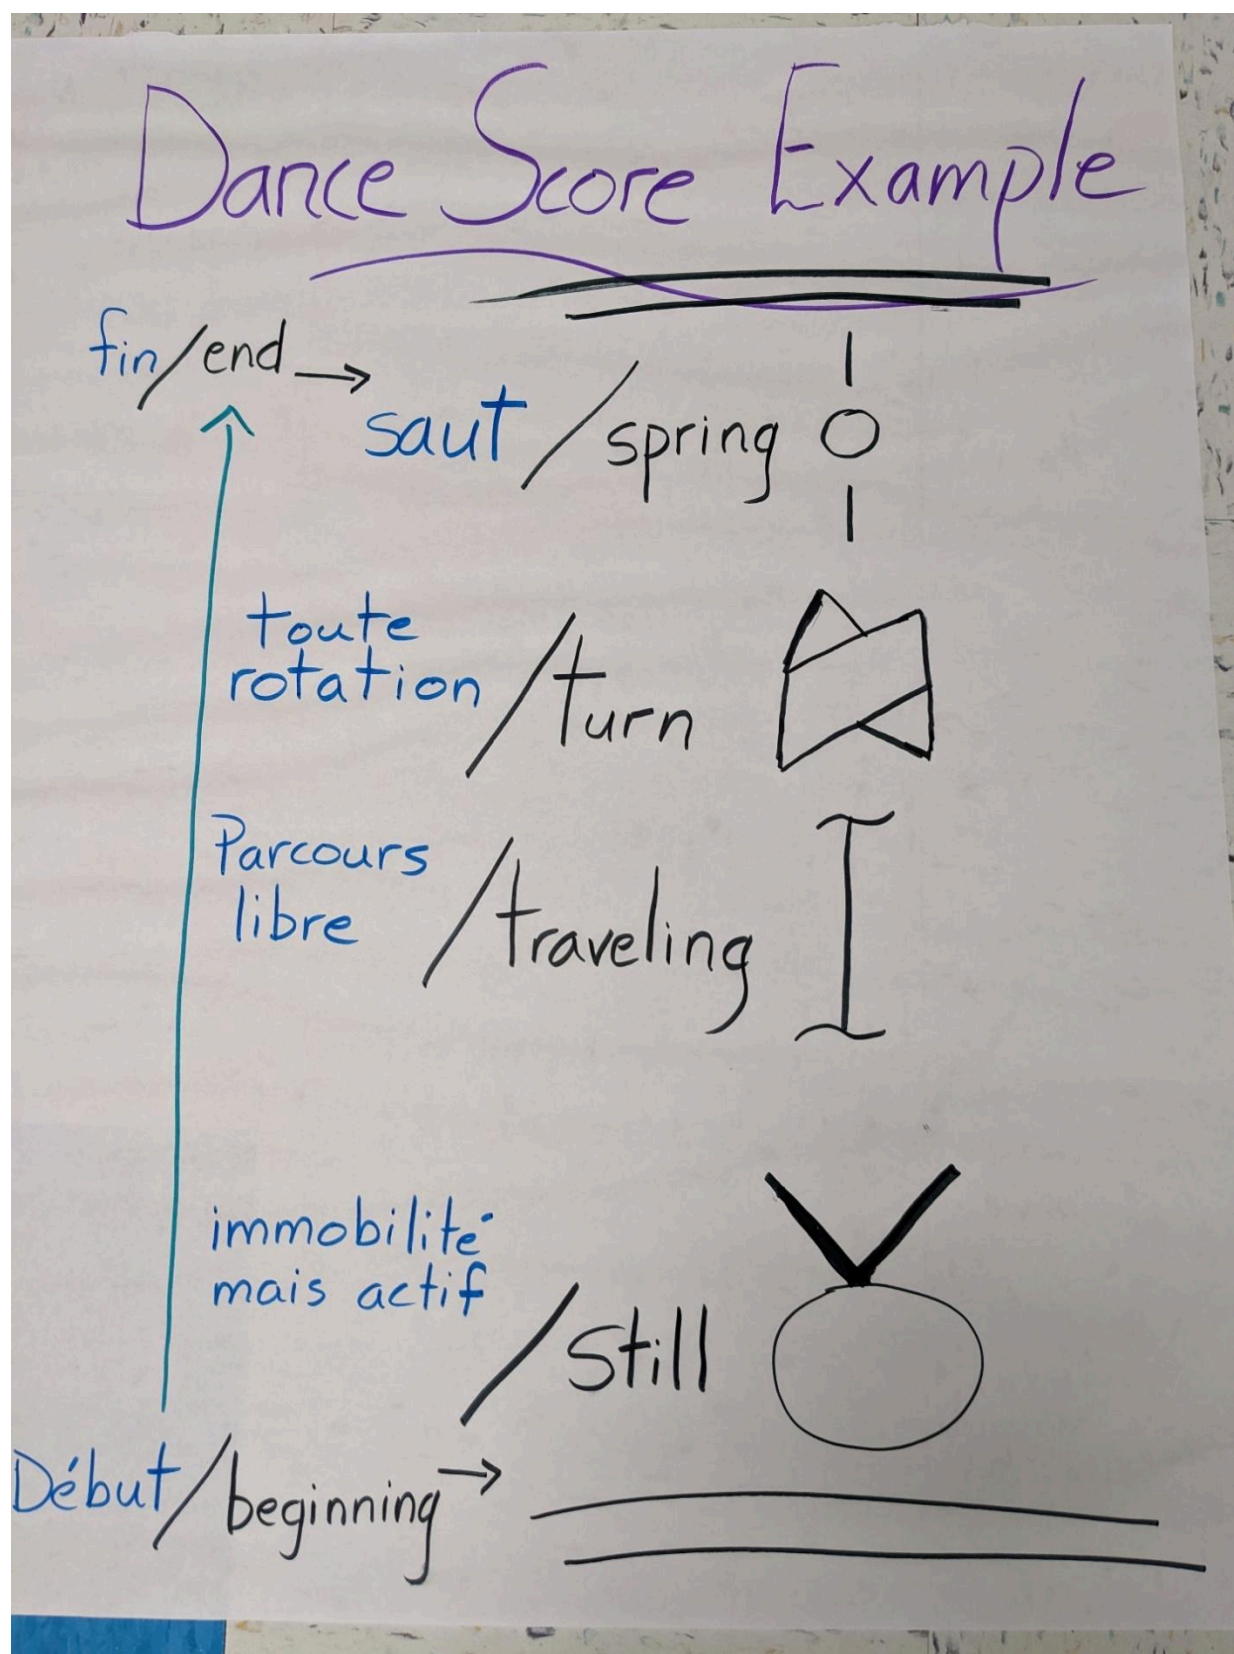 Dance Score Example
fin/end →
saut / spring
toute
rotation / turn
Parcours
libre / traveling
immobilité
mais actif / Still
Début/beginning →